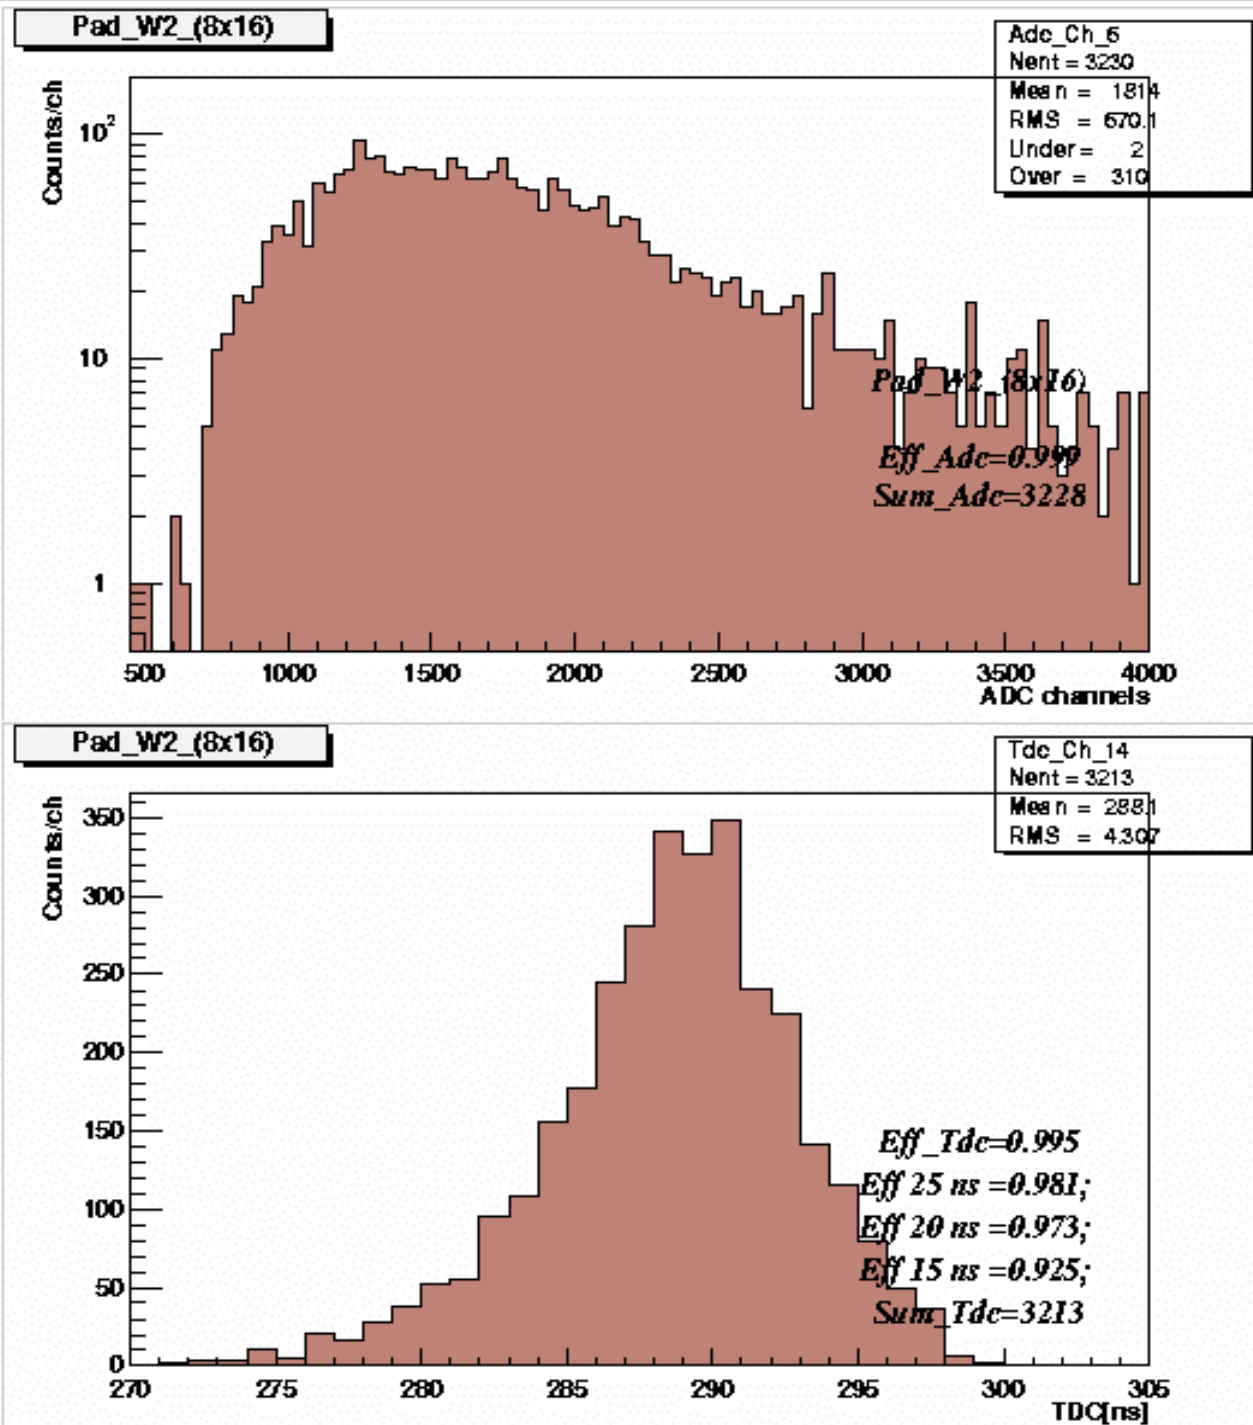 Pad_W2_(8x16)
Adc_Ch_6
Nent = 3230
Mean = 1814
RMS = 670.1
Under = 2
Over = 310
Counts/ch
10²
10
1
Pad_W2_(8x16)
Eff_Adc=0.999
Sum_Adc=3228
500 1000 1500 2000 2500 3000 3500 4000
ADC channels
Pad_W2_(8x16)
Tdc_Ch_14
Nent = 3213
Mean = 288.1
RMS = 4.307
Counts/ch
350
300
250
200
150
100
50
0
Eff_Tdc=0.995
Eff 25 ns =0.981;
Eff 20 ns =0.973;
Eff 15 ns =0.925;
Sum_Tdc=3213
270 275 280 285 290 295 300 305
TDC[ns]